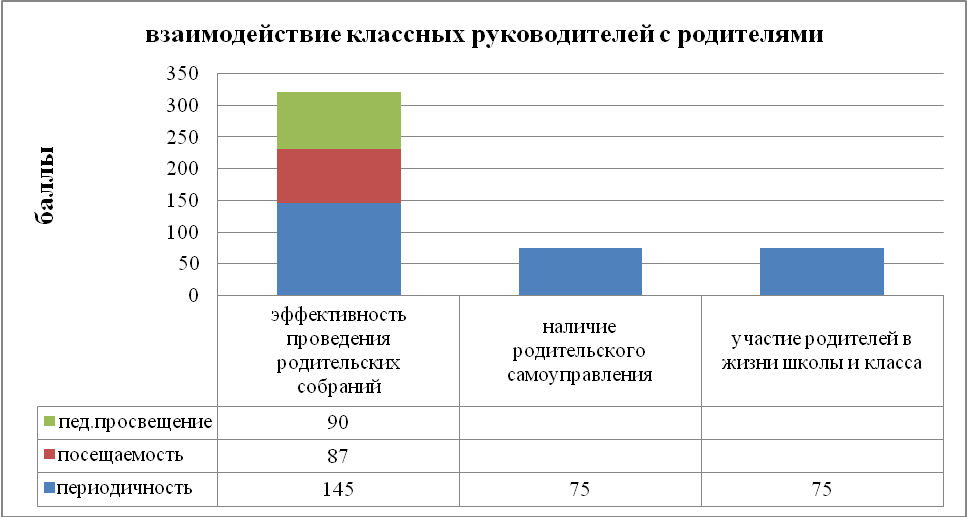 взаимодействие классных руководителей с родителями
баллы
350
300
250
200
150
100
50
0
эффективность
проведения
родительских
собраний
наличие
родительского
самоуправления
участие родителей в
жизни школы и класса
пед.просвещение 90
посещаемость 87
периодичность 145 75 75